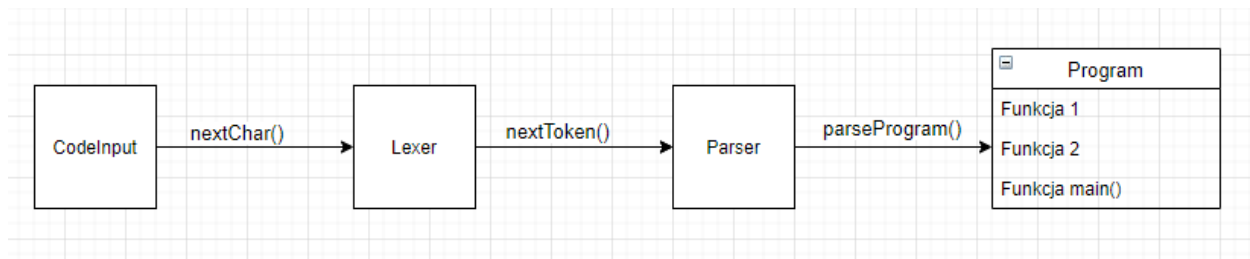 CodeInput
nextChar()
Lexer
nextToken()
Parser
parseProgram()
Program
Funkcja 1
Funkcja 2
Funkcja main()